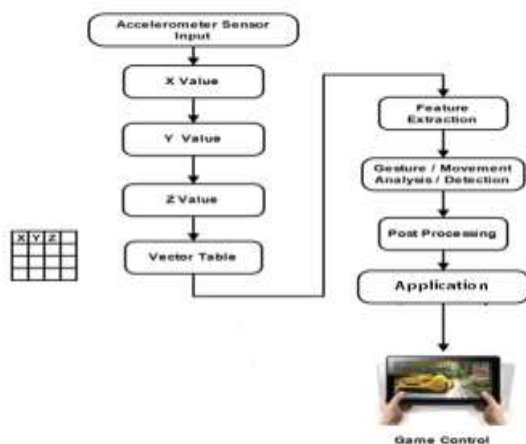 Accelerometer Sensor
Input
X Value
Y Value
Z Value
Vector Table
X Y Z
Feature
Extraction
Gesture / Movement
Analysis / Detection
Post Processing
Application
Game Control